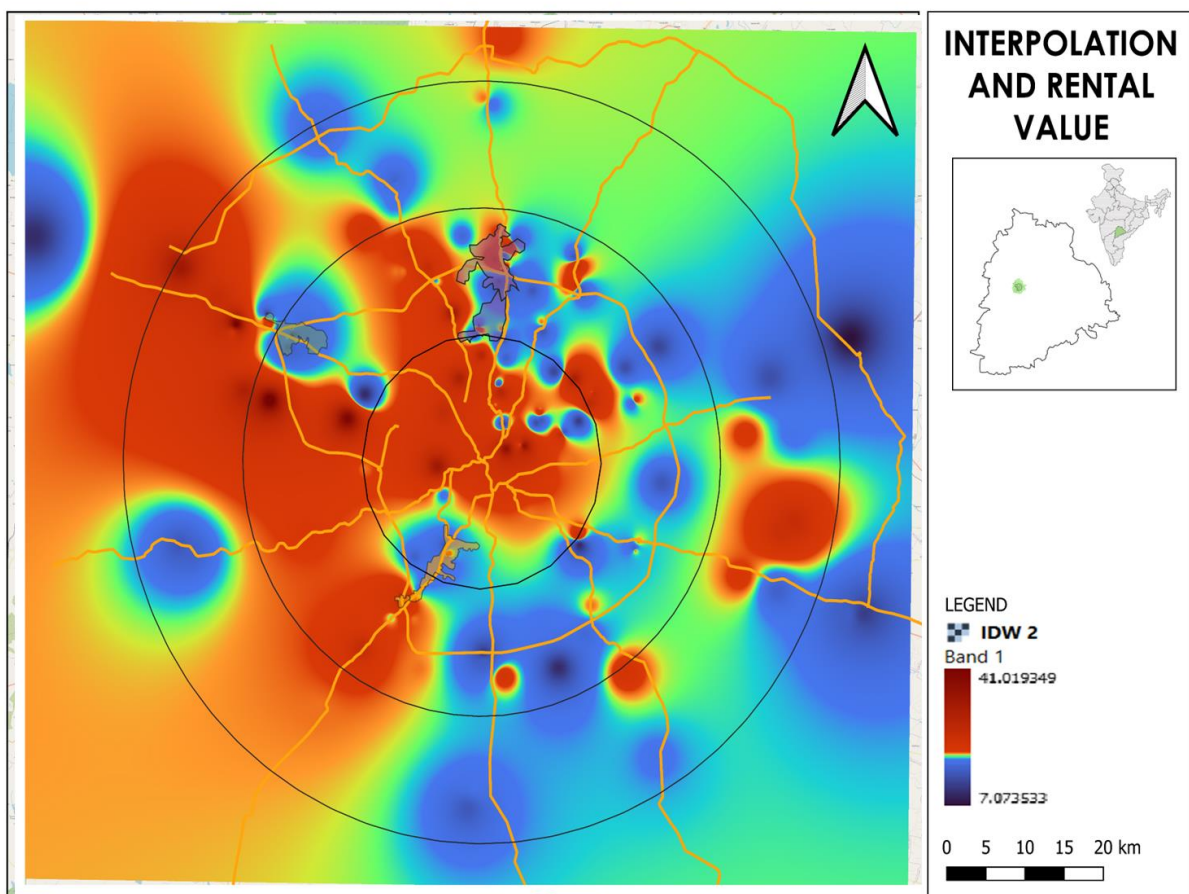 INTERPOLATION
AND RENTAL
VALUE
LEGEND
IDW 2
Band 1
41.019349
7.073533
0 5 10 15 20 km